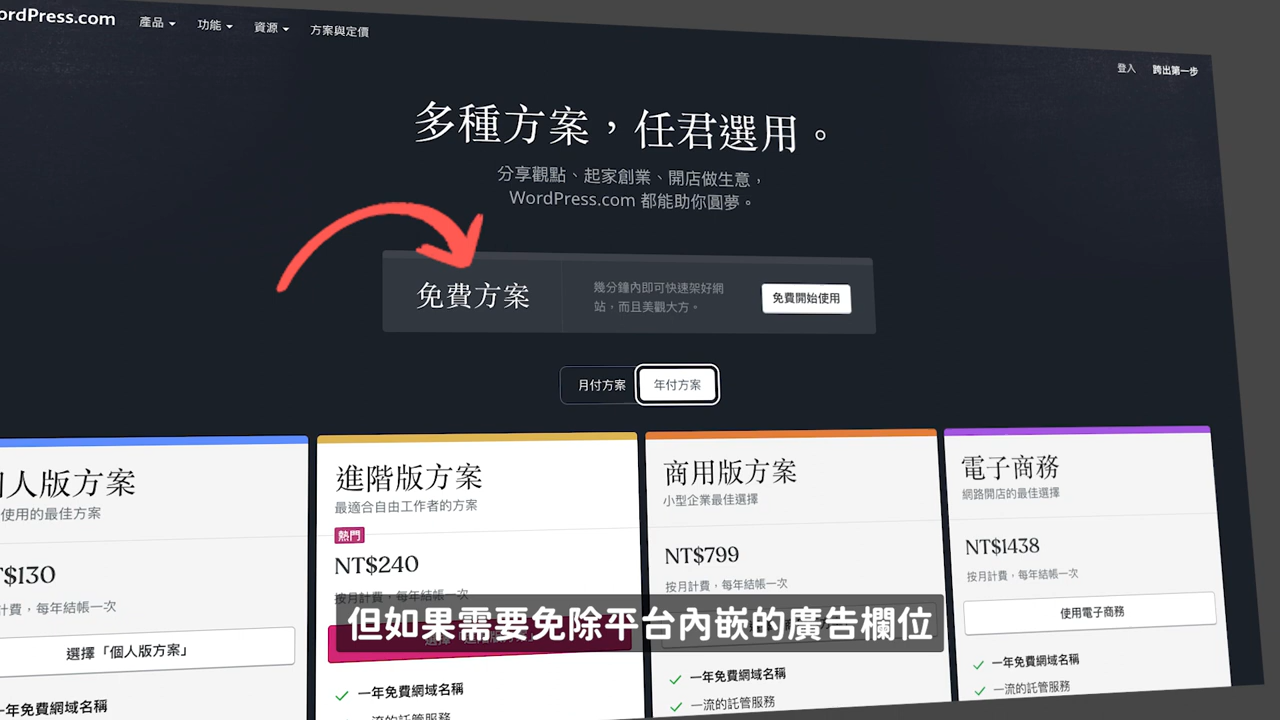 ordPress.com 產品 功能 資源 方案與定價
登入 跨出第一步
多種方案，任君選用。
分享觀點、起家創業、開店做生意，
WordPress.com 都能助你圓夢。
免費方案
幾分鐘內即可快速架好網
站，而且美觀大方。
免費開始使用
月付方案 年付方案
人版方案
使用的最佳方案
T$130
計費，每年結帳一次
選擇「個人版方案」
一年免費網域名稱
進階版方案
最適合自由工作者的方案
熱門
NT$240
按月計費，每年結帳一次
一年免費網域名稱
一流的託管服務
商用版方案
小型企業最佳選擇
NT$799
按月計費，每年結帳一次
一年免費網域名稱
一流的託管服務
電子商務
網路開店的最佳選擇
NT$1438
按月計費，每年結帳一次
使用電子商務
一年免費網域名稱
一流的託管服務
但如果需要免除平台內嵌的廣告欄位